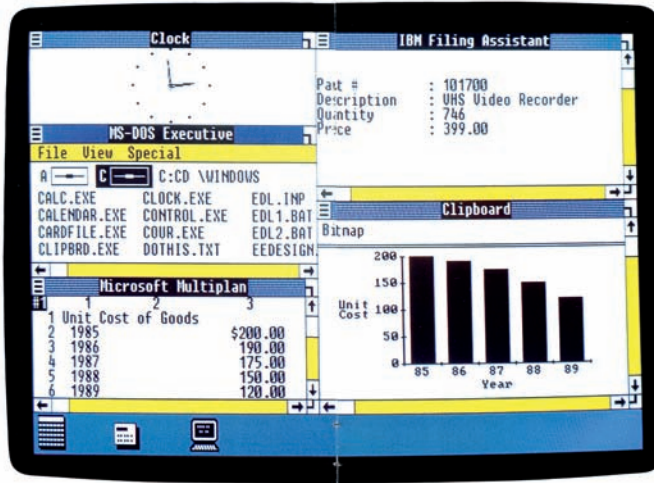 Clock
MS-DOS Executive
File View Special
A C C:CD \WINDOWS
CALC.EXE CLOCK.EXE EDL.INP
CALENDAR.EXE CONTROL.EXE EDL1.BAT
CARDFILE.EXE COUR.EXE EDL2.BAT
CLIPBRD.EXE DOTHIS.TXT EEDESIGN.
Microsoft Multiplan
#1 1 2 3
1 Unit Cost of Goods
2 1985 $200.00
3 1986 190.00
4 1987 175.00
5 1988 150.00
6 1989 120.00
IBM Filing Assistant
Part # : 101700
Description : VHS Video Recorder
Quantity : 746
Price : 399.00
Clipboard
Bitmap
200
150
Unit
Cost
100
50
0
85 86 87 88 89
Year